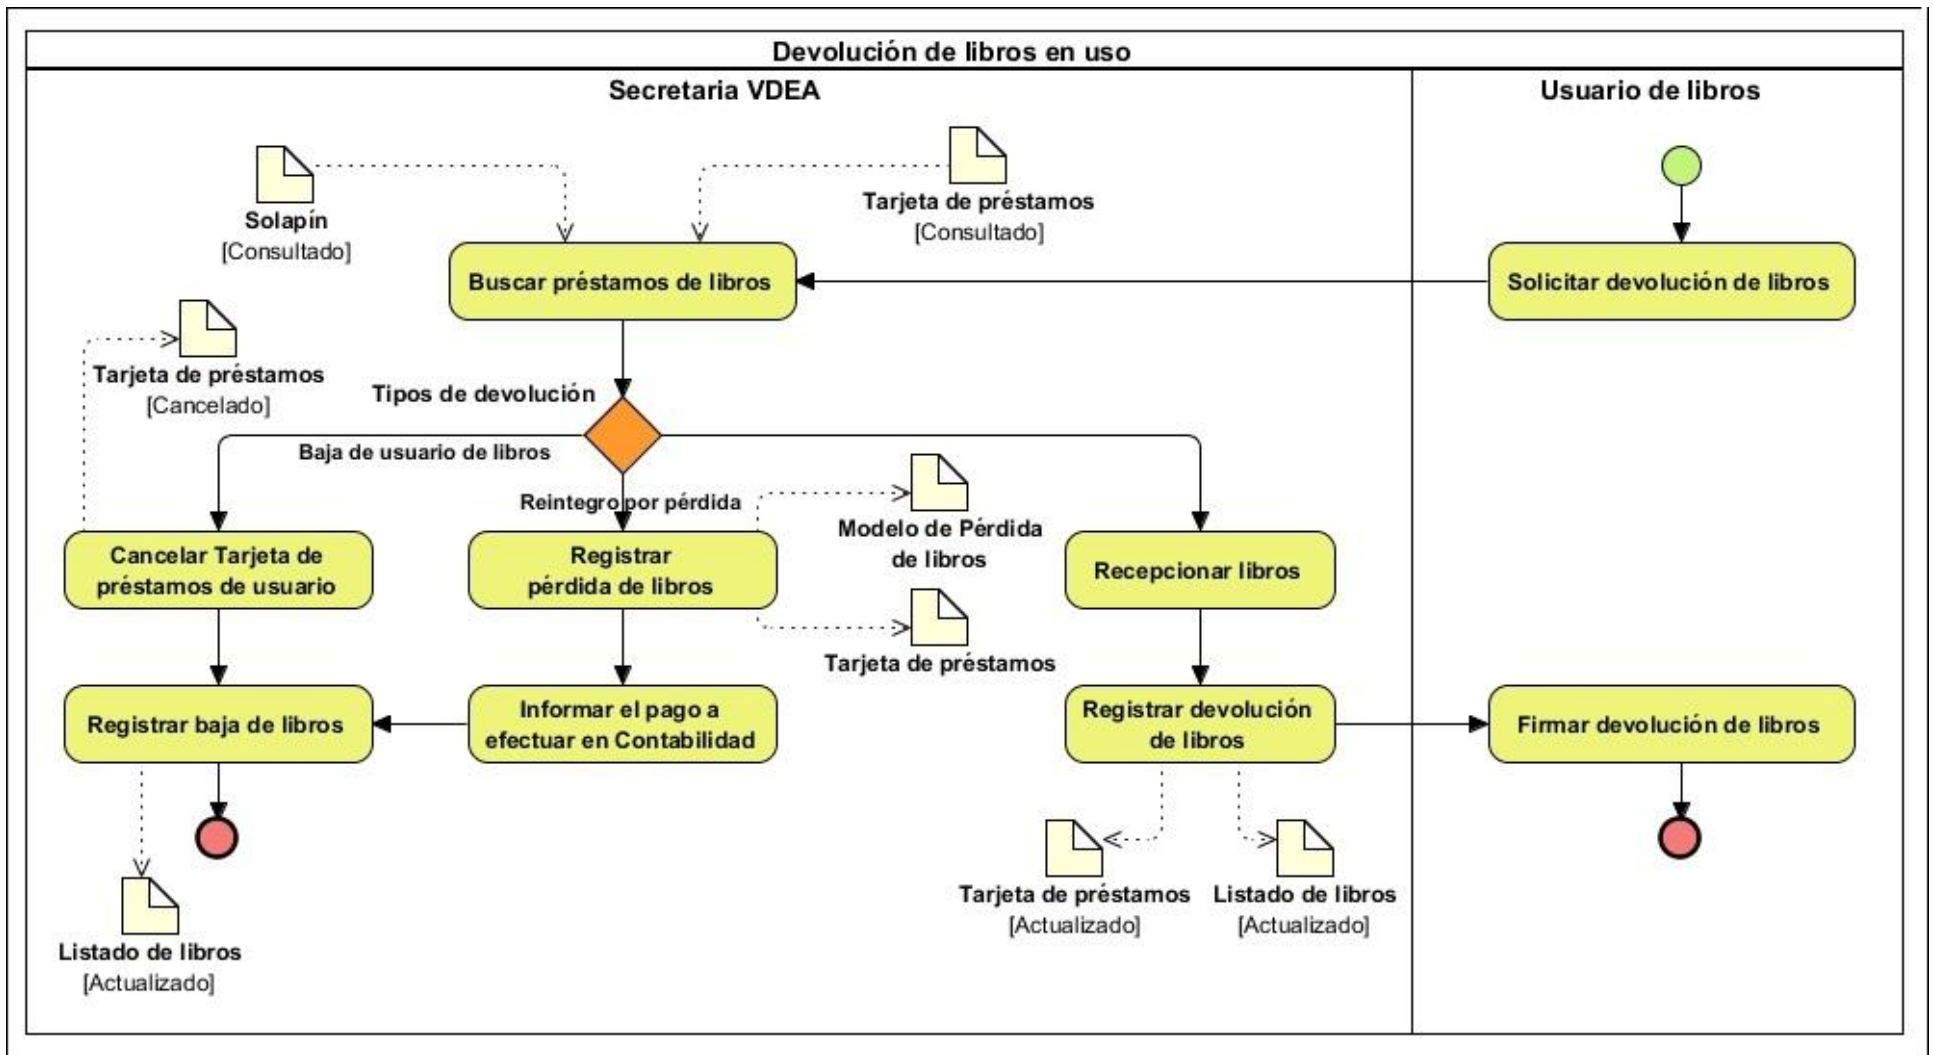 Devolución de libros en uso
Secretaria VDEA
Usuario de libros
Solapín
[Consultado]
Tarjeta de préstamos
[Consultado]
Buscar préstamos de libros
Solicitar devolución de libros
Tarjeta de préstamos
[Cancelado]
Tipos de devolución
Baja de usuario de libros
Reintegro por pérdida
Modelo de Pérdida
de libros
Cancelar Tarjeta de
préstamos de usuario
Registrar
pérdida de libros
Recepcionar libros
Tarjeta de préstamos
Registrar baja de libros
Informar el pago a
efectuar en Contabilidad
Registrar devolución
de libros
Firmar devolución de libros
Tarjeta de préstamos
[Actualizado]
Listado de libros
[Actualizado]
Listado de libros
[Actualizado]